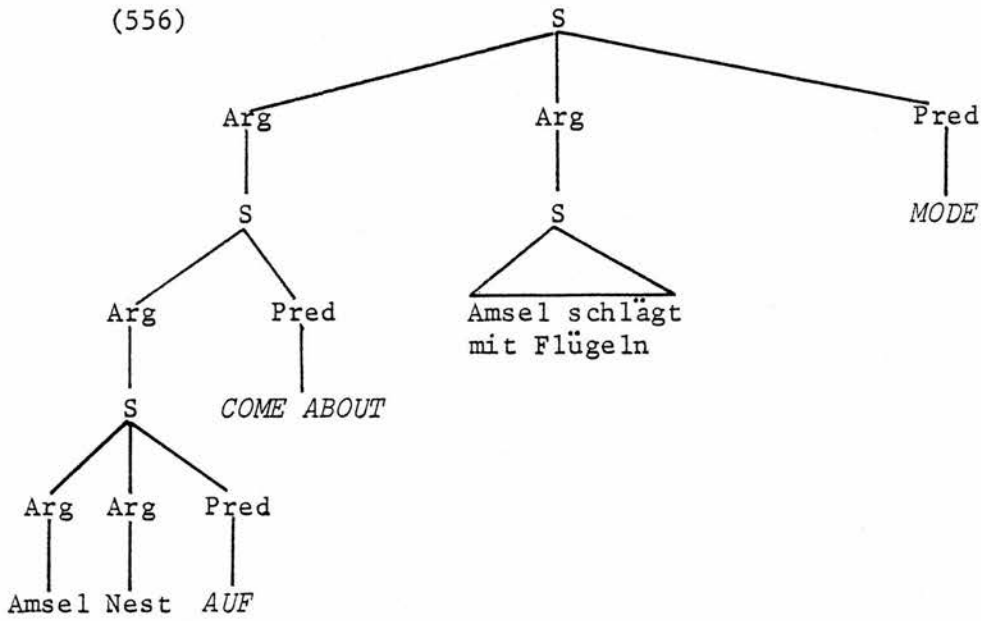 (556)
S
Arg Arg Pred
S S MODE
Arg Pred Amsel schlägt
mit Flügeln
S COME ABOUT
Arg Arg Pred
Amsel Nest AUF